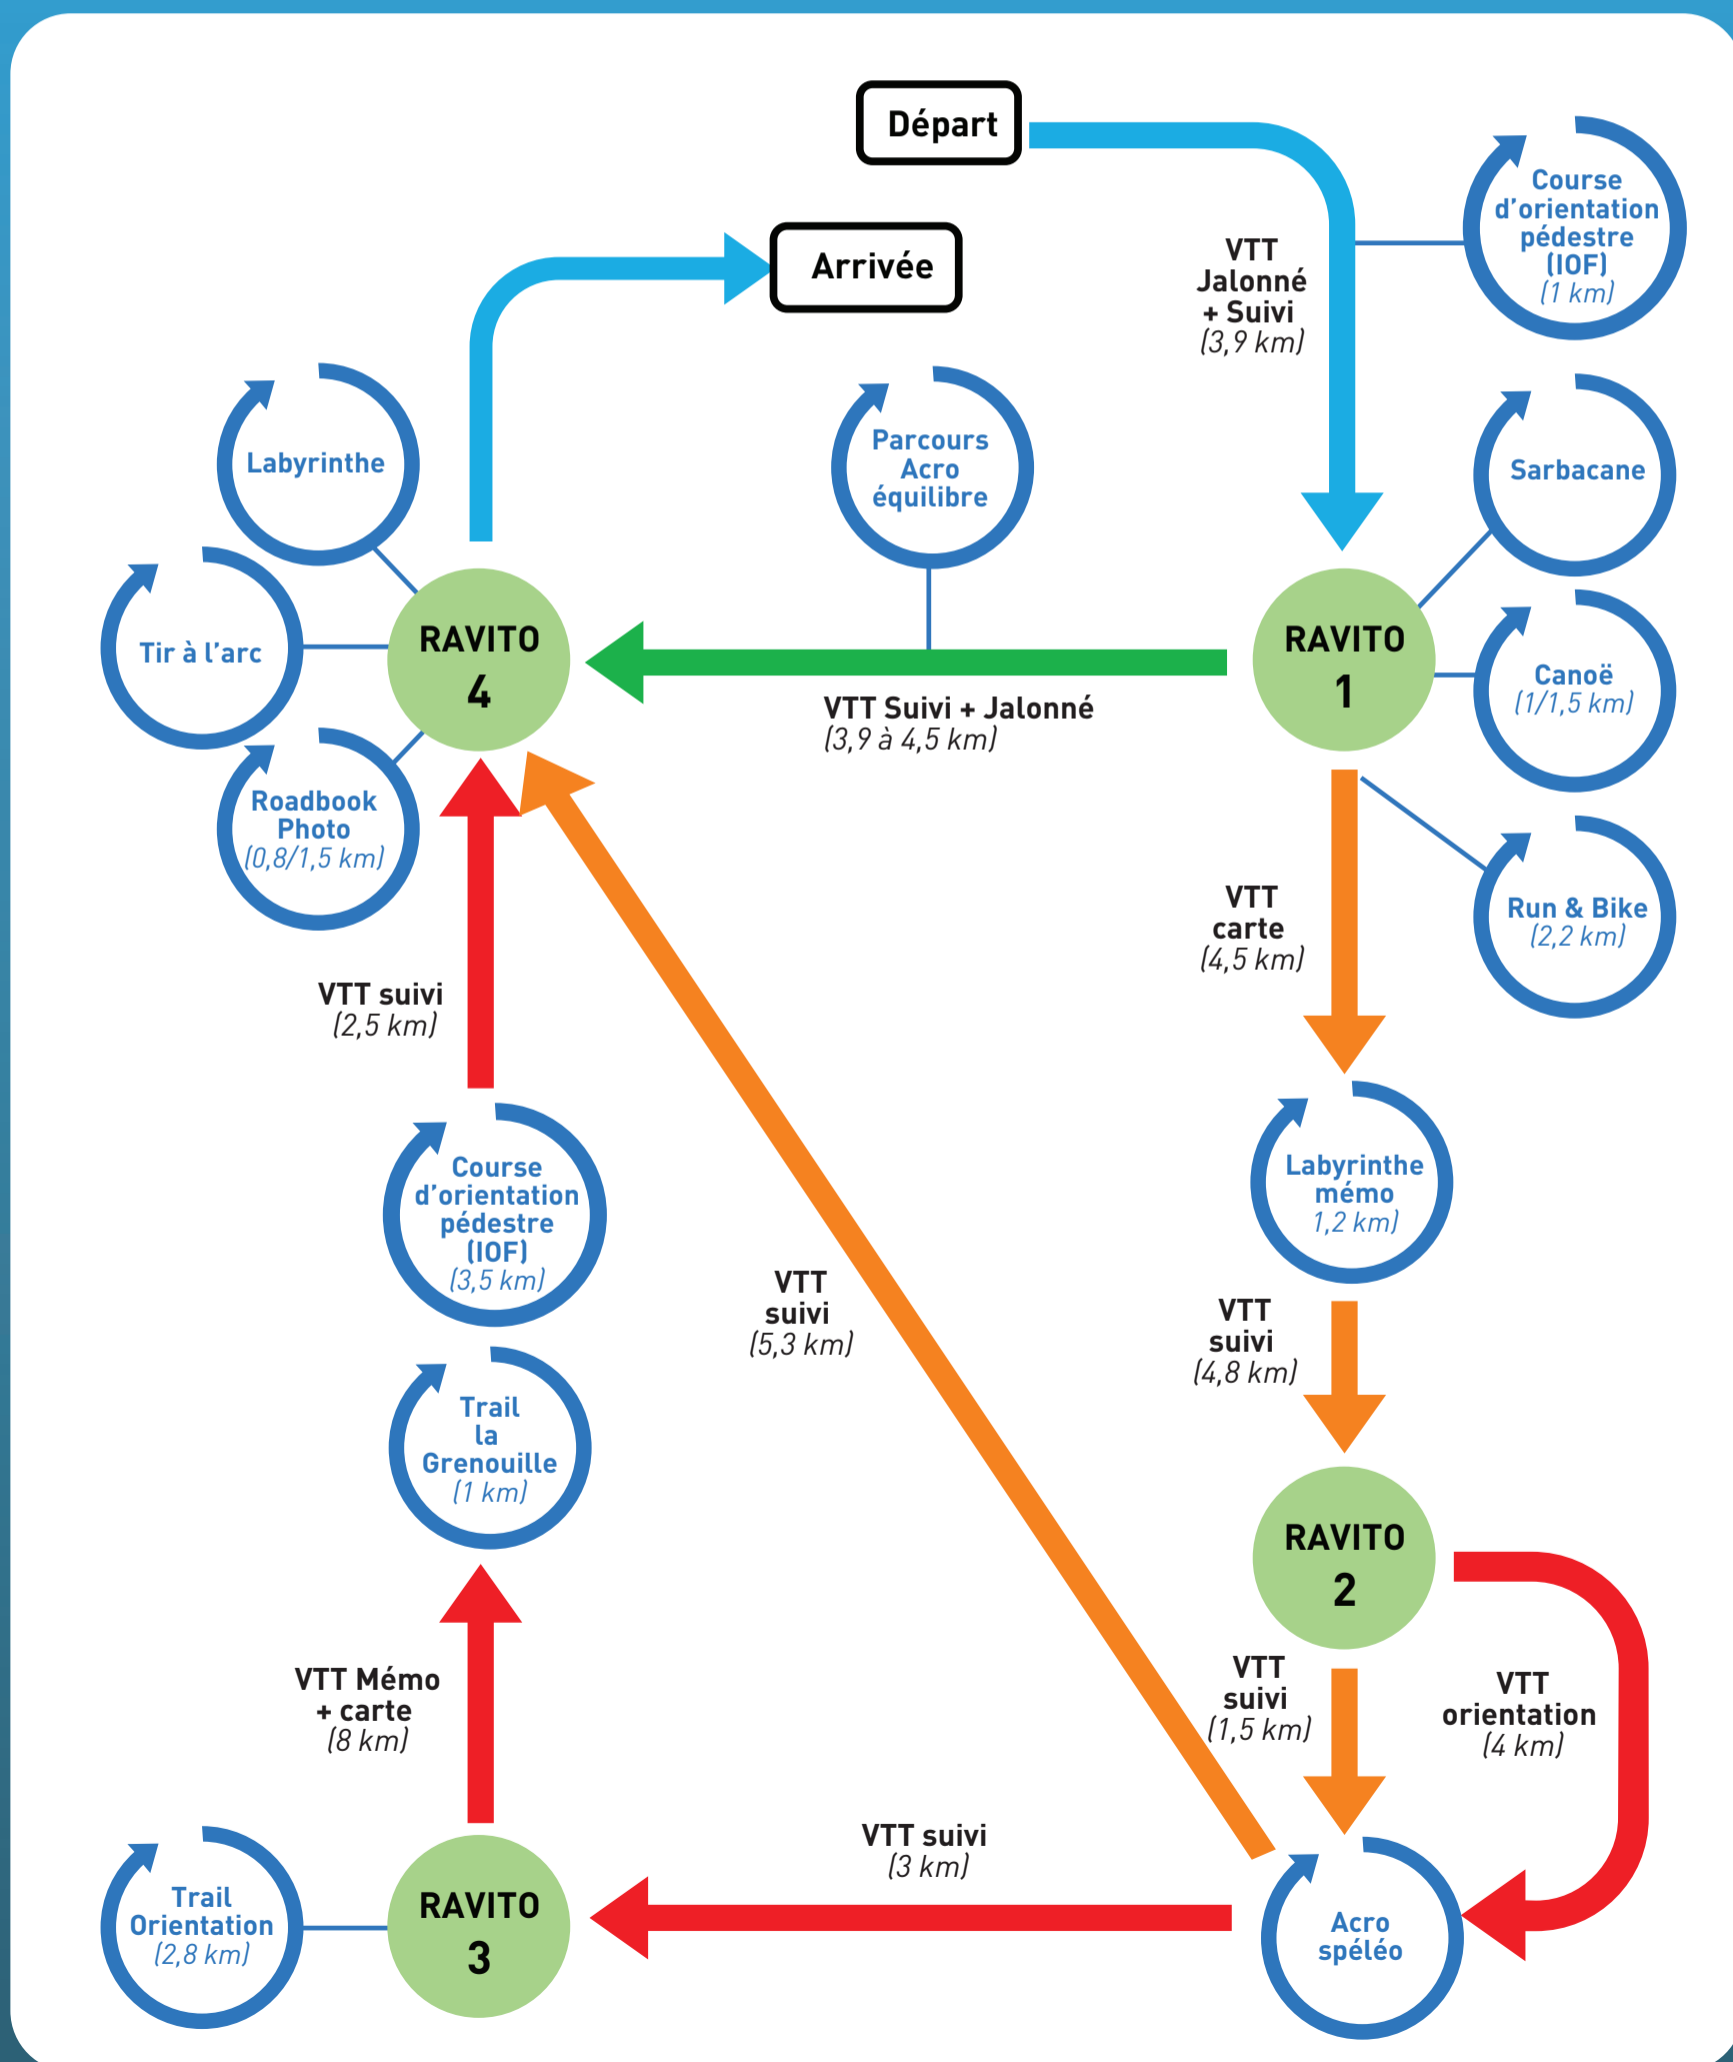 Départ
Arrivée
Course
d'orientation
pédestre
(IOF)
(1 km)
VTT
Jalonné
+ Suivi
(3,9 km)
Sarbacane
Parcours
Acro
équilibre
Labyrinthe
Tir à l'arc
RAVITO
4
RAVITO
1
Canoë
(1/1,5 km)
VTT Suivi + Jalonné
(3,9 à 4,5 km)
Roadbook
Photo
(0,8/1,5 km)
VTT
carte
(4,5 km)
Run & Bike
(2,2 km)
VTT suivi
(2,5 km)
Course
d'orientation
pédestre
(IOF)
(3,5 km)
Labyrinthe
mémo
1,2 km)
VTT
suivi
(5,3 km)
VTT
suivi
(4,8 km)
Trail
la
Grenouille
(1 km)
RAVITO
2
VTT Mémo
+ carte
(8 km)
VTT
suivi
(1,5 km)
VTT
orientation
(4 km)
VTT suivi
(3 km)
Trail
Orientation
(2,8 km)
RAVITO
3
Acro
spéléo